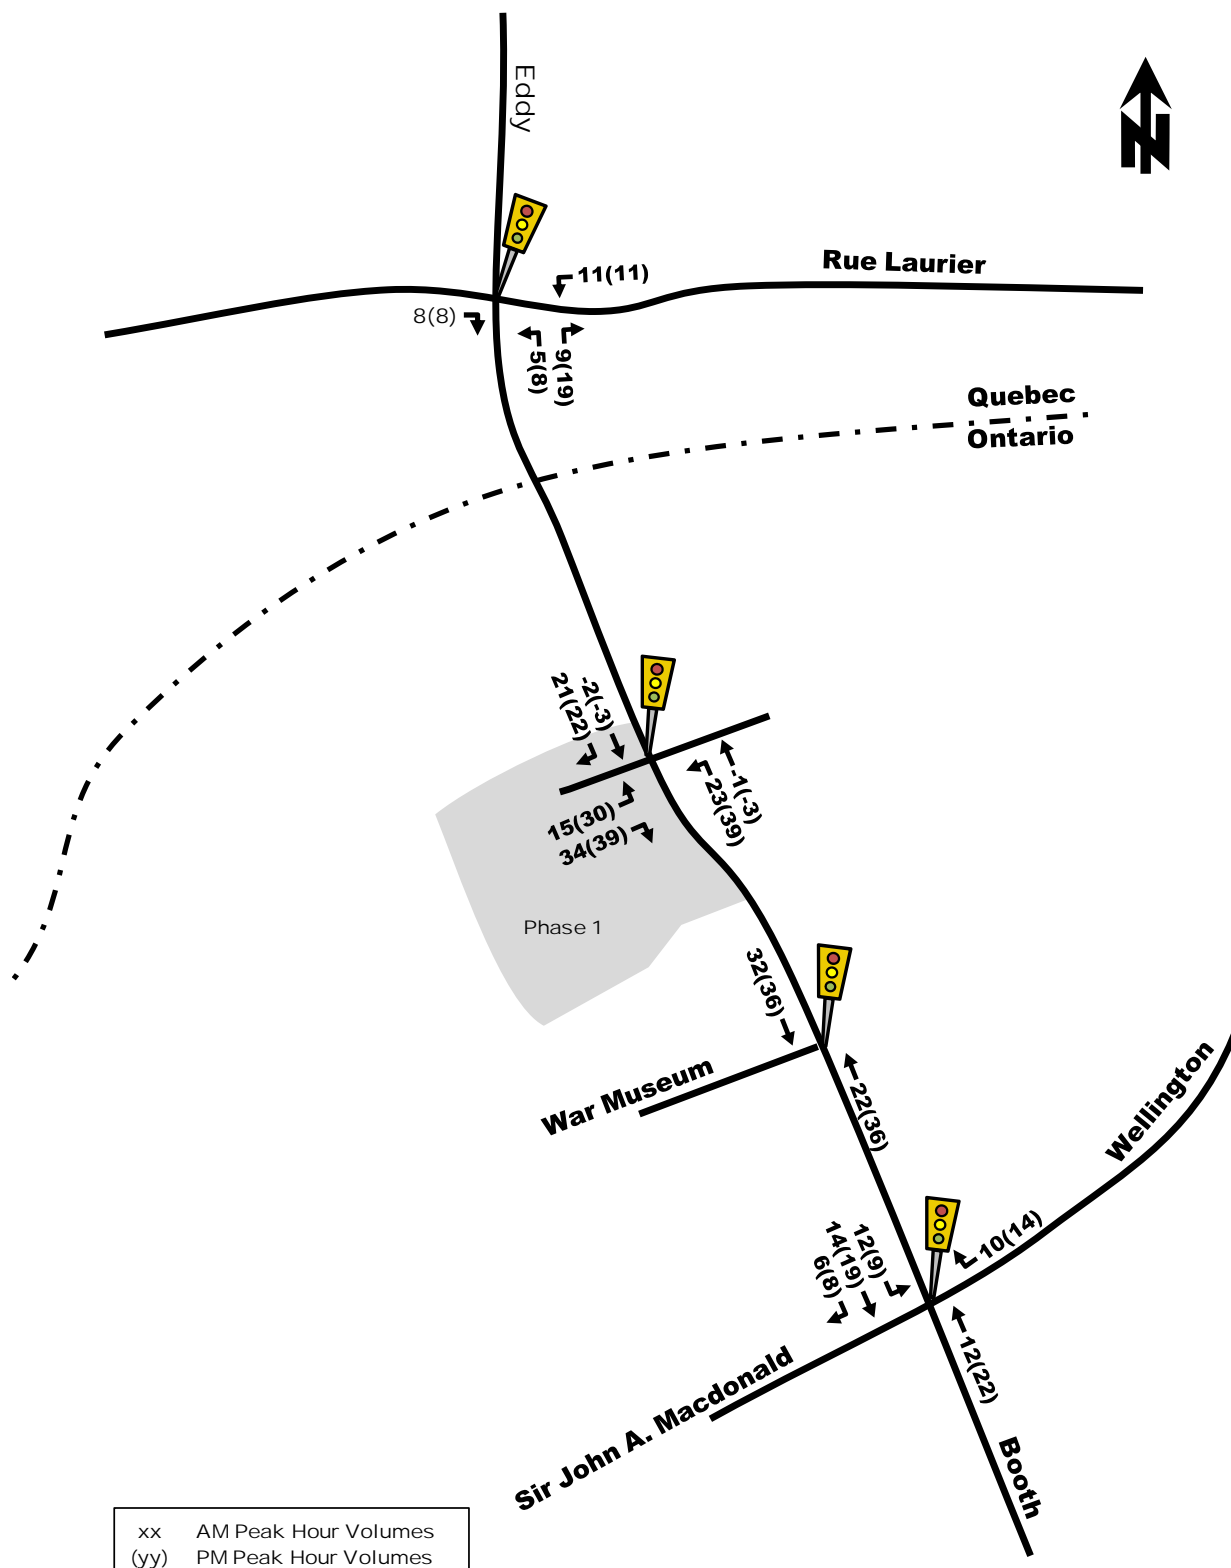 Eddy
N
11(11)
Rue Laurier
8(8)
5(8)
9(19)
Quebec
Ontario
-2(-3)
21(22)
-1(-3)
23(39)
15(30)
34(39)
Phase 1
32(36)
War Museum
22(36)
Wellington
10(14)
12(9)
14(19)
6(8)
12(22)
Sir John A. Macdonald
Booth
xx AM Peak Hour Volumes
(yy) PM Peak Hour Volumes